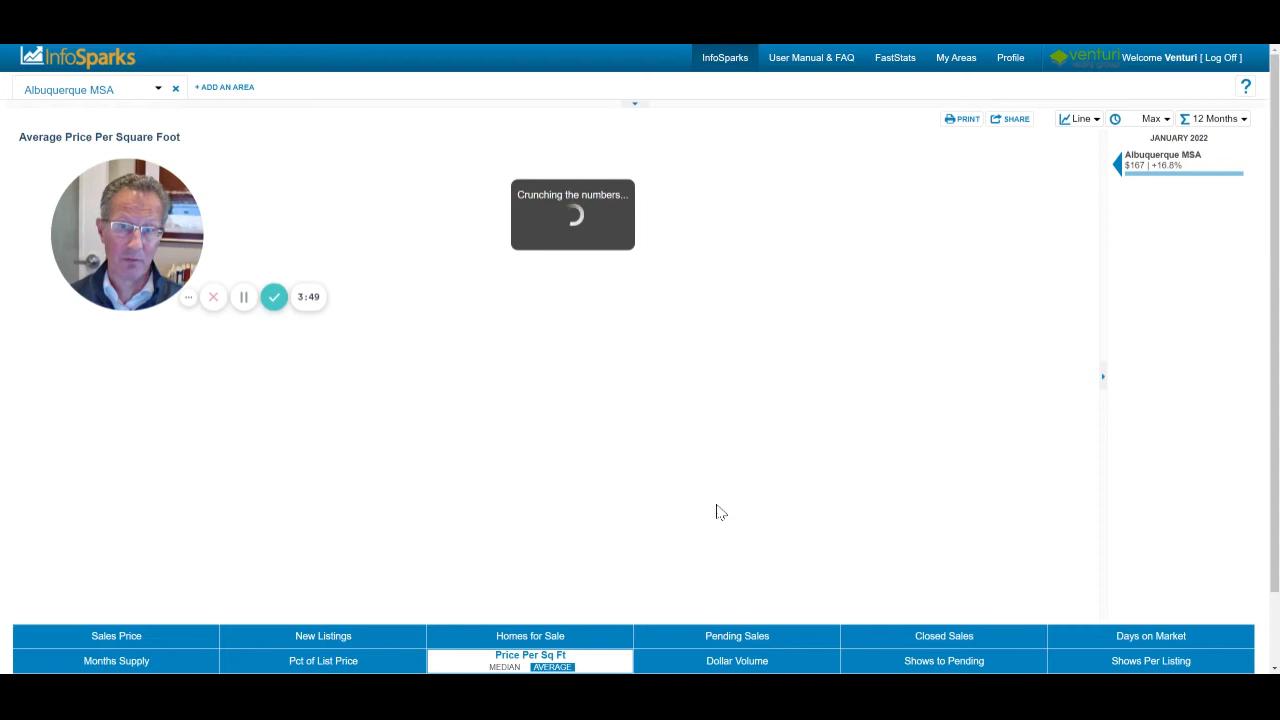 InfoSparks
InfoSparks User Manual & FAQ FastStats My Areas Profile venturi Welcome Venturi [ Log Off ]
Albuquerque MSA + ADD AN AREA ?
PRINT SHARE Line Max Σ 12 Months
Average Price Per Square Foot
JANUARY 2022
Albuquerque MSA
$167 | +16.8%
Crunching the numbers...
3:49
Sales Price New Listings Homes for Sale Pending Sales Closed Sales Days on Market
Months Supply Pct of List Price Price Per Sq Ft Dollar Volume Shows to Pending Shows Per Listing
MEDIAN AVERAGE